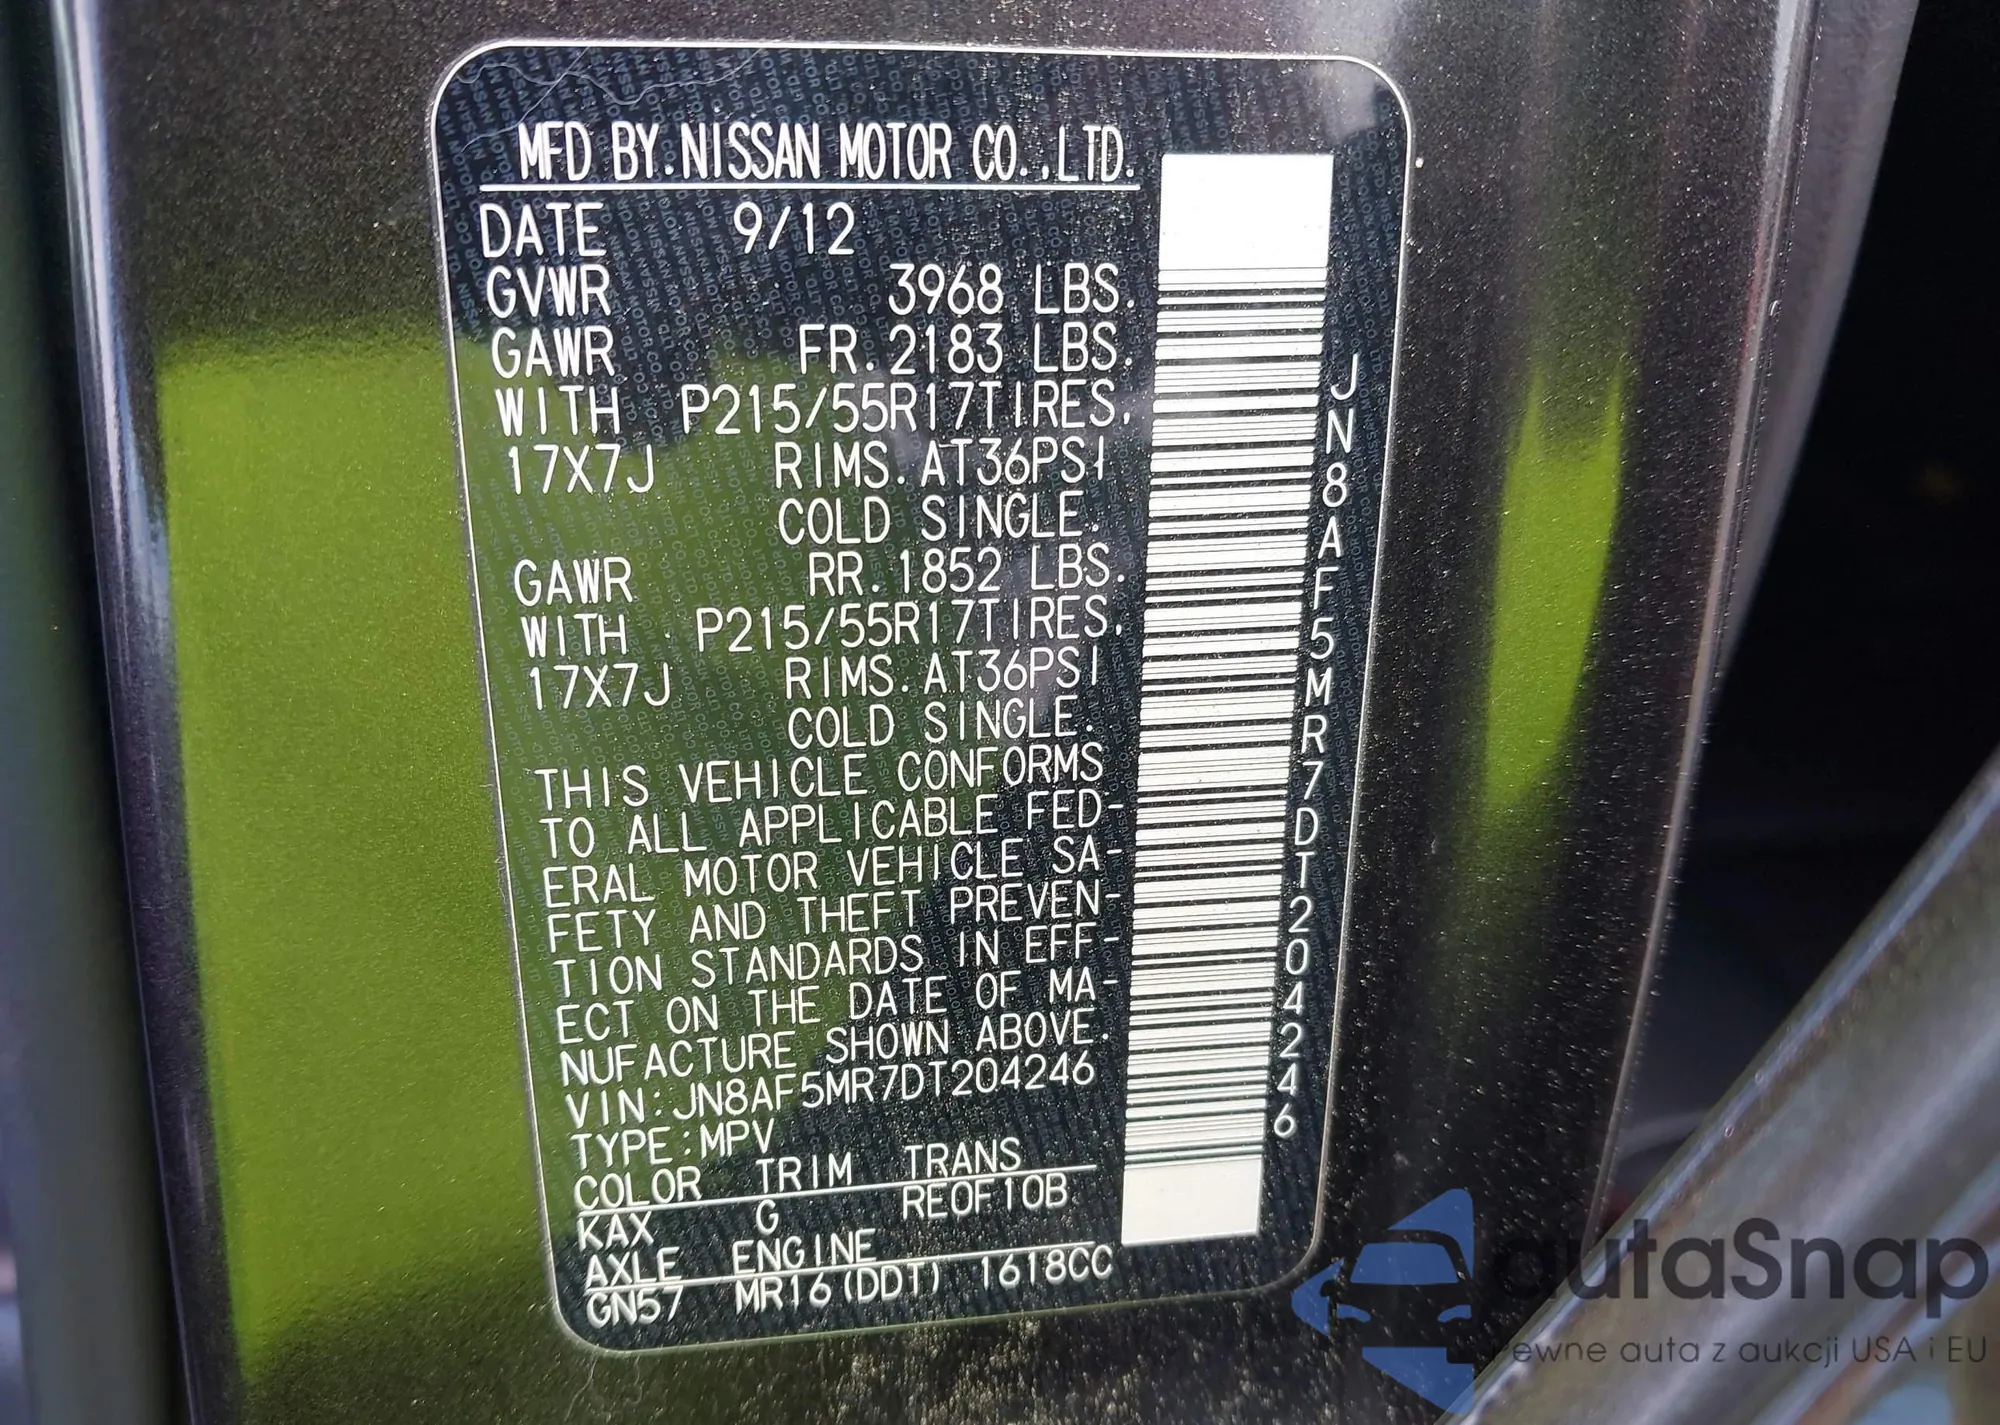 MFD BY.NISSAN MOTOR CO.,LTD.
DATE 9/12
GVWR 3968 LBS.
GAWR FR.2183 LBS.
WITH P215/55R17TIRES,
17X7J RIMS.AT36PSI
COLD SINGLE.
GAWR RR.1852 LBS.
WITH P215/55R17TIRES,
17X7J RIMS.AT36PSI
COLD SINGLE.
THIS VEHICLE CONFORMS
TO ALL APPLICABLE FED-
ERAL MOTOR VEHICLE SA-
FETY AND THEFT PREVEN-
TION STANDARDS IN EFF-
ECT ON THE DATE OF MA-
NUFACTURE SHOWN ABOVE.
VIN:JN8AF5MR7DT204246
TYPE:MPV
COLOR TRIM TRANS
KAX G RE0F10B
AXLE ENGINE
GN57 MR16(DDT) 1618CC
JN8AF5MR7DT204246
autaSnap
Pewne auta z aukcji USA i EU